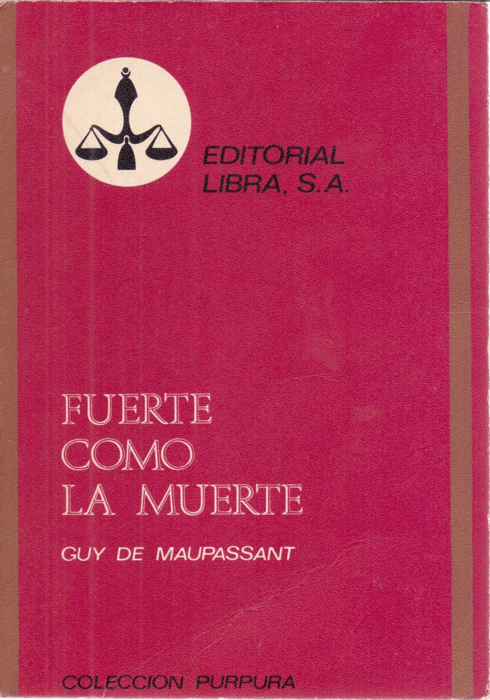 EDITORIAL
LIBRA, S.A.
FUERTE
COMO
LA MUERTE
GUY DE MAUPASSANT
COLECCION PURPURA